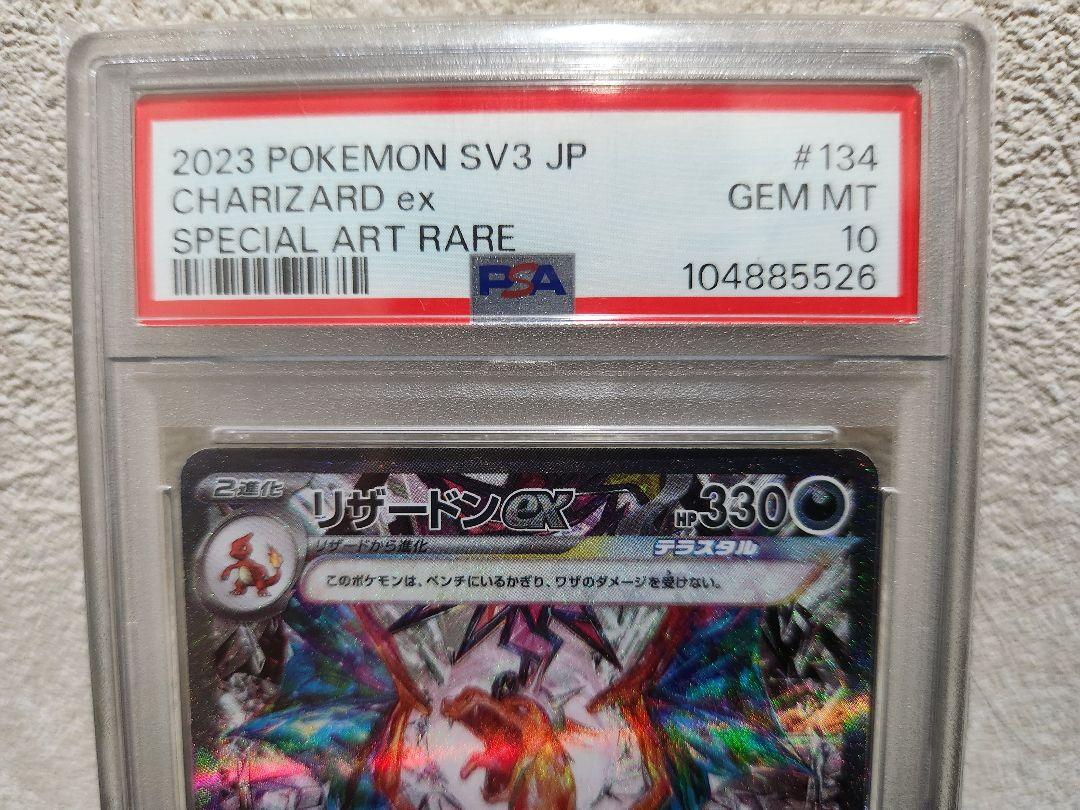 2023 POKEMON SV3 JP #134
CHARIZARD ex GEM MT
SPECIAL ART RARE 10
PSA 104885526
2進化 リザードンex HP330
リザードから進化 テラスタル
このポケモンは、ベンチにいるかぎり、ワザのダメージを受けない。